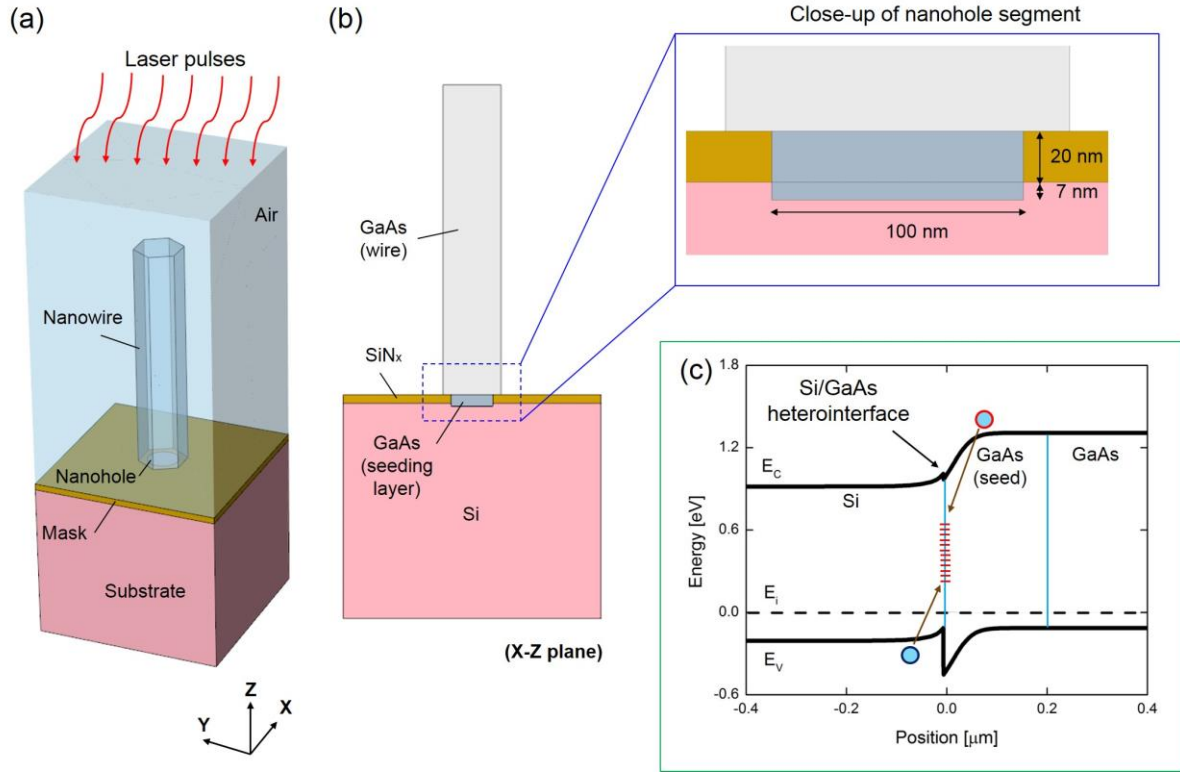 (a)
Laser pulses
Air
Nanowire
Nanohole
Mask
Substrate
Z
X
Y
(b)
GaAs
(wire)
SiNx
GaAs
(seeding
layer)
Si
(X-Z plane)
Close-up of nanohole segment
20 nm
7 nm
100 nm
(c)
Si/GaAs
heterointerface
EC
Si
GaAs
(seed)
GaAs
Ei
EV
Energy [eV]
1.8
1.2
0.6
0.0
-0.6
-0.4
-0.2
0.0
0.2
0.4
Position [μm]